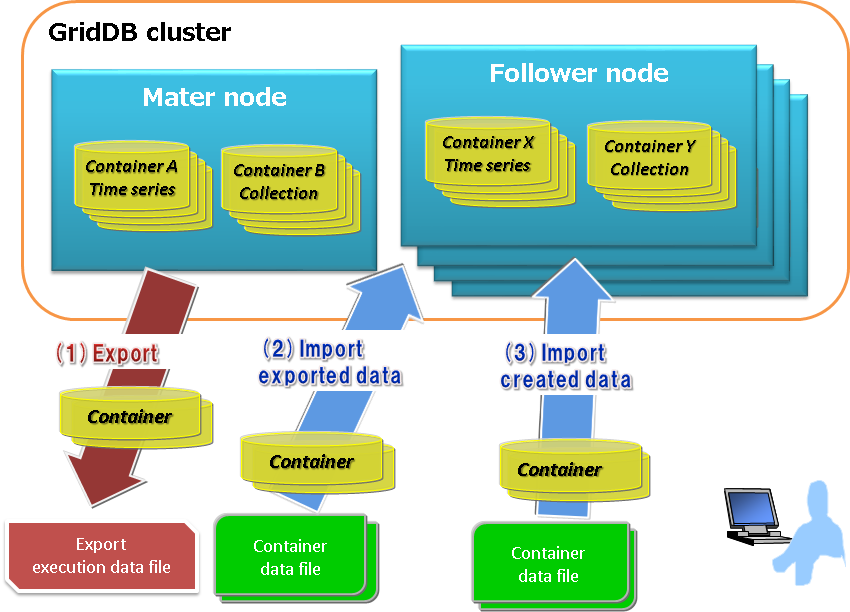 GridDB cluster
Mater node
Container A
Time series
Container B
Collection
Follower node
Container X
Time series
Container Y
Collection
(1) Export
Container
Export
execution data file
(2) Import
exported data
Container
Container
data file
(3) Import
created data
Container
Container
data file